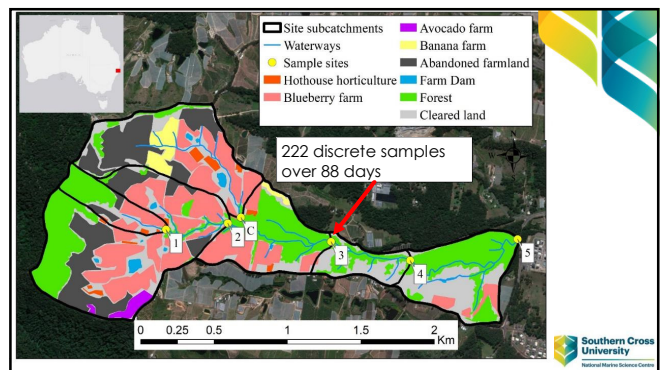 Site subcatchments
Waterways
Sample sites
Hothouse horticulture
Blueberry farm
Avocado farm
Banana farm
Abandoned farmland
Farm Dam
Forest
Cleared land
222 discrete samples
over 88 days
1
2
C
3
4
5
0 0.25 0.5 1 1.5 2
Km
Southern Cross
University
National Marine Science Centre